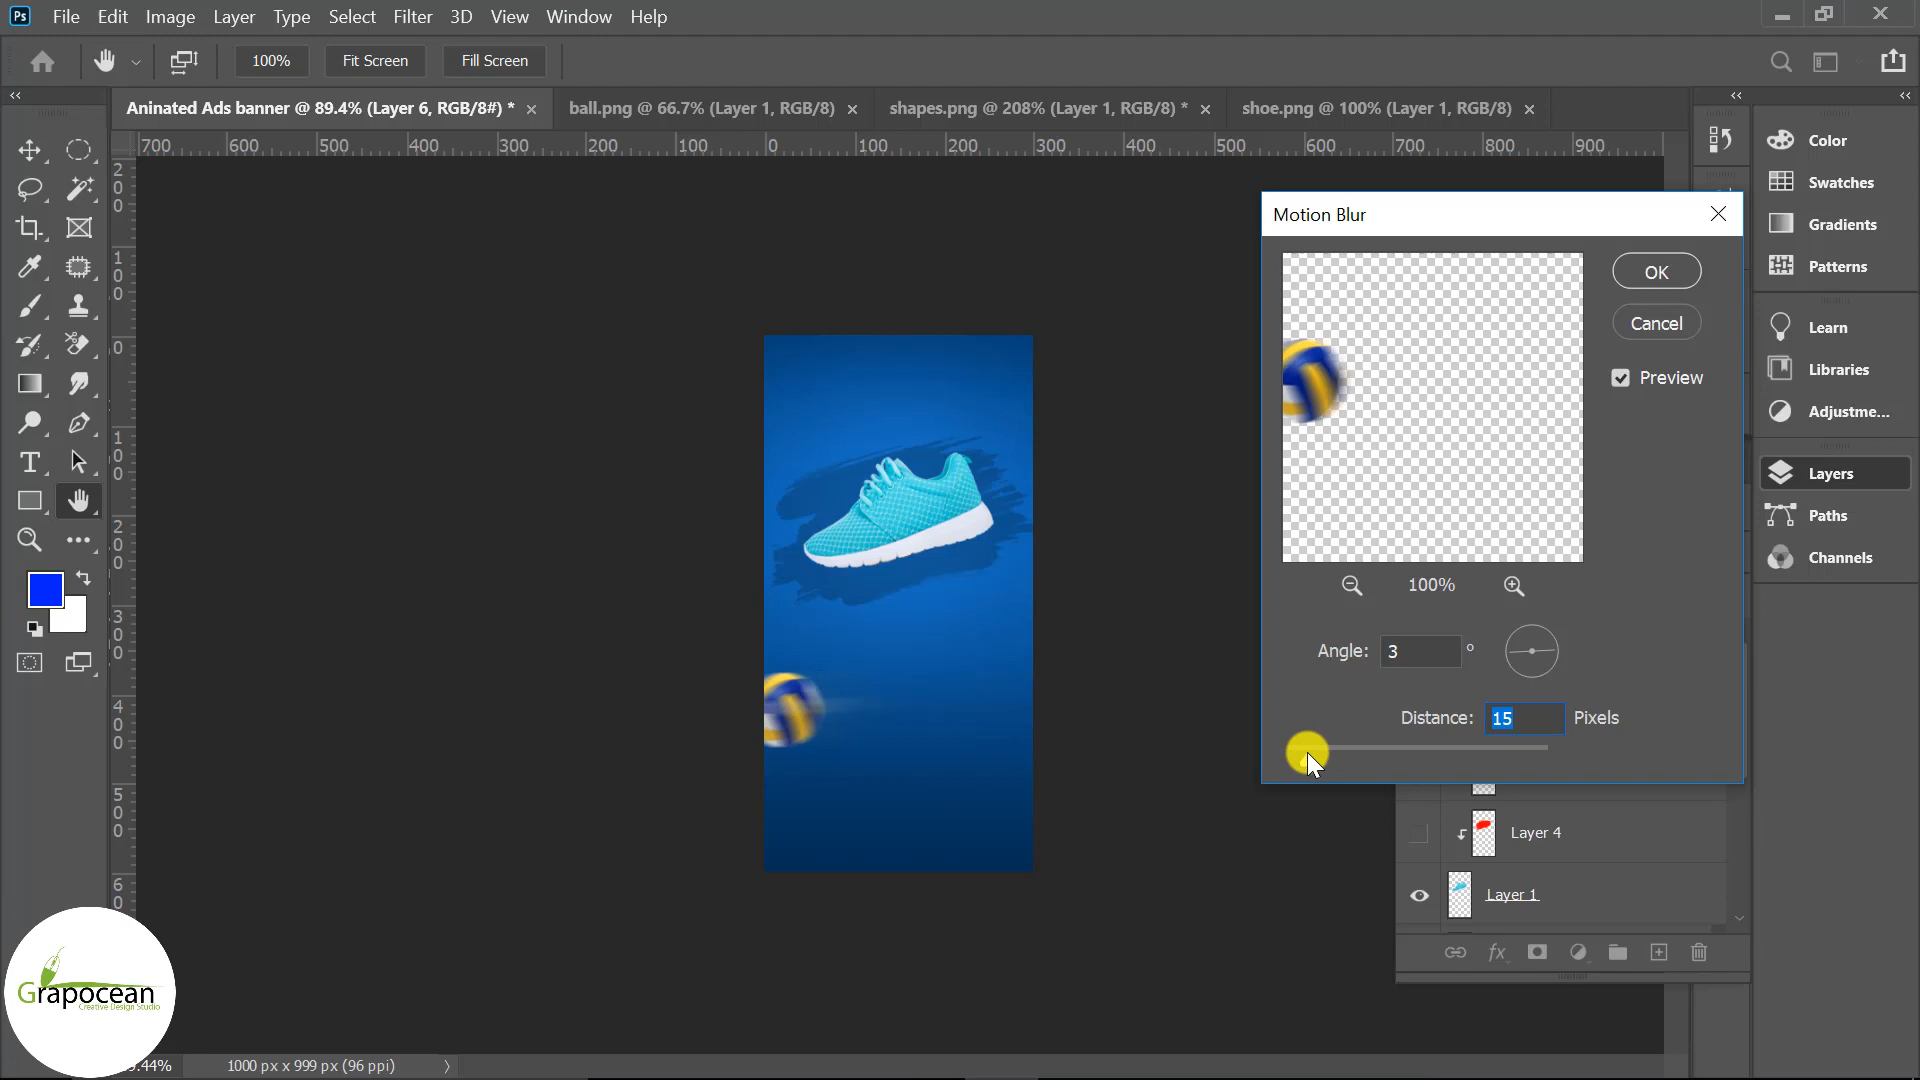 Ps File Edit Image Layer Type Select Filter 3D View Window Help
100% Fit Screen Fill Screen
Aninated Ads banner @ 89.4% (Layer 6, RGB/8#) * ball.png @ 66.7% (Layer 1, RGB/8) shapes.png @ 208% (Layer 1, RGB/8) * shoe.png @ 100% (Layer 1, RGB/8)
700 600 500 400 300 200 100 0 100 200 300 400 500 600 700 800 900
200
100
0
100
200
300
400
500
60
Motion Blur
OK
Cancel
Preview
100%
Angle: 3 °
Distance: 15 Pixels
Color
Swatches
Gradients
Patterns
Learn
Libraries
Adjustme...
Layers
Paths
Channels
Layer 4
Layer 1
fx
T
Grapocean
Creative Design Studio
9.44% 1000 px x 999 px (96 ppi)